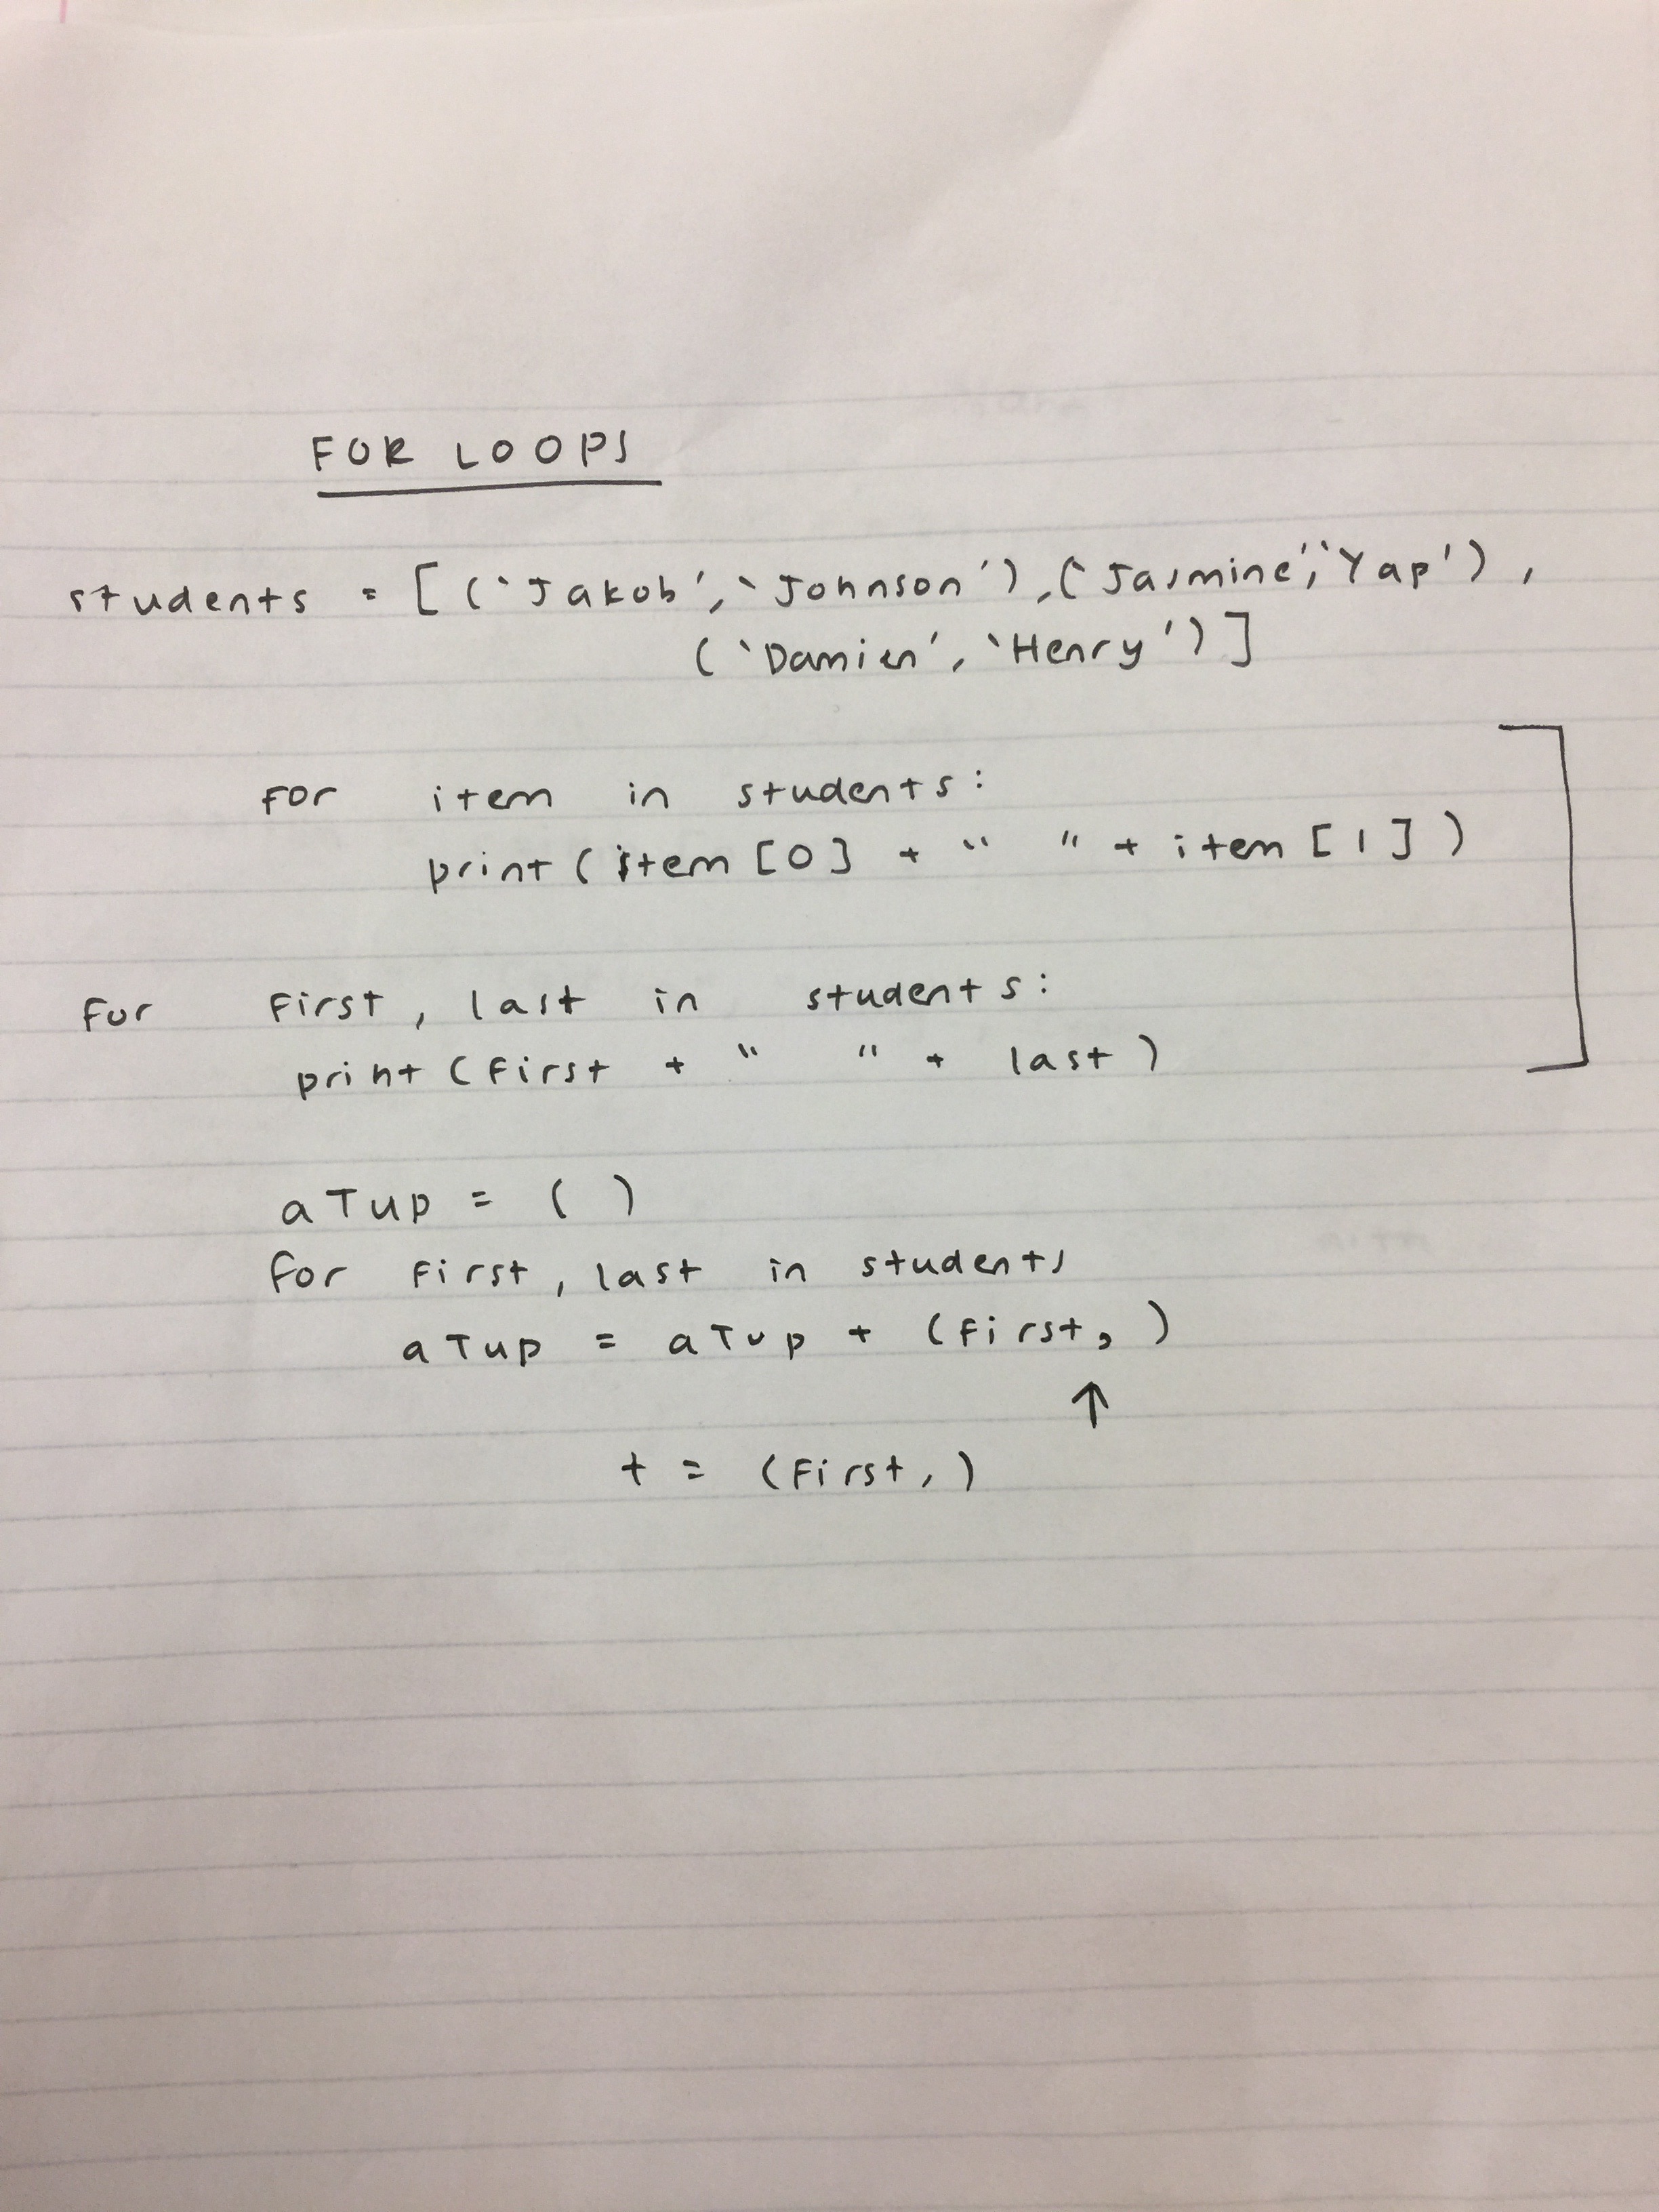 FOR LOOPS
students = [('Jakob', 'Johnson'), ('Jasmine', 'Yap'),
('Damien', 'Henry')]
for item in students:
print(item[0] + " " + item[1])
for first, last in students:
print(first + " " + last)
aTup = ( )
for first, last in students
aTup = aTup + (first, )
↑
t = (first, )